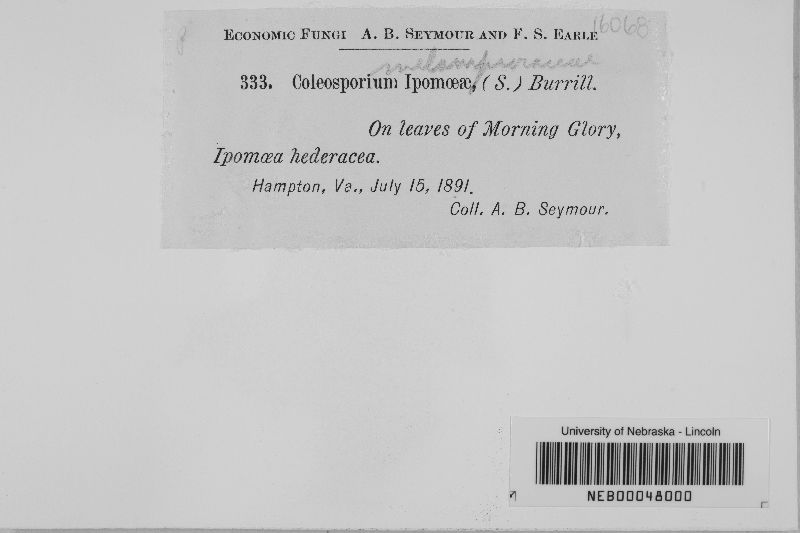 16068
Economic Fungi A. B. Seymour and F. S. Earle
melampsoraceae
333. Coleosporium Ipomœæ, (S.) Burrill.
On leaves of Morning Glory,
Ipomœa hederacea.
Hampton, Va., July 15, 1891.
Coll. A. B. Seymour.
University of Nebraska - Lincoln
NEB00048000